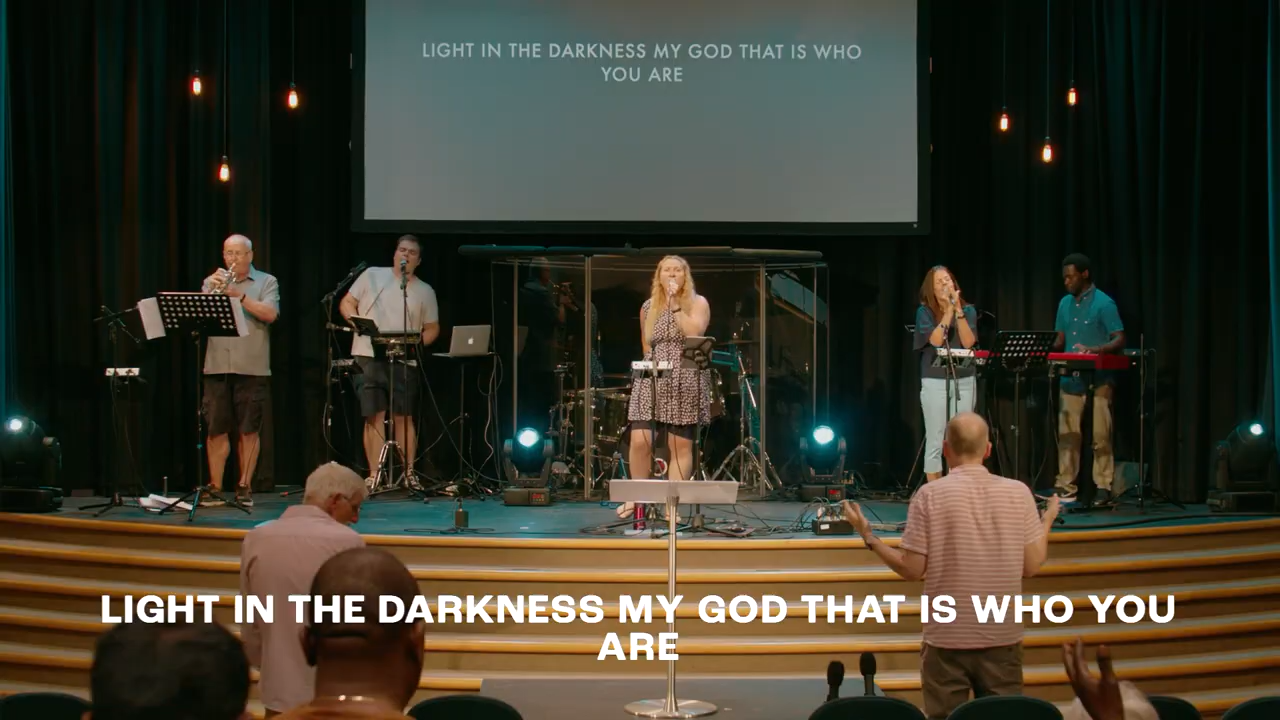 LIGHT IN THE DARKNESS MY GOD THAT IS WHO
YOU ARE
LIGHT IN THE DARKNESS MY GOD THAT IS WHO YOU
ARE